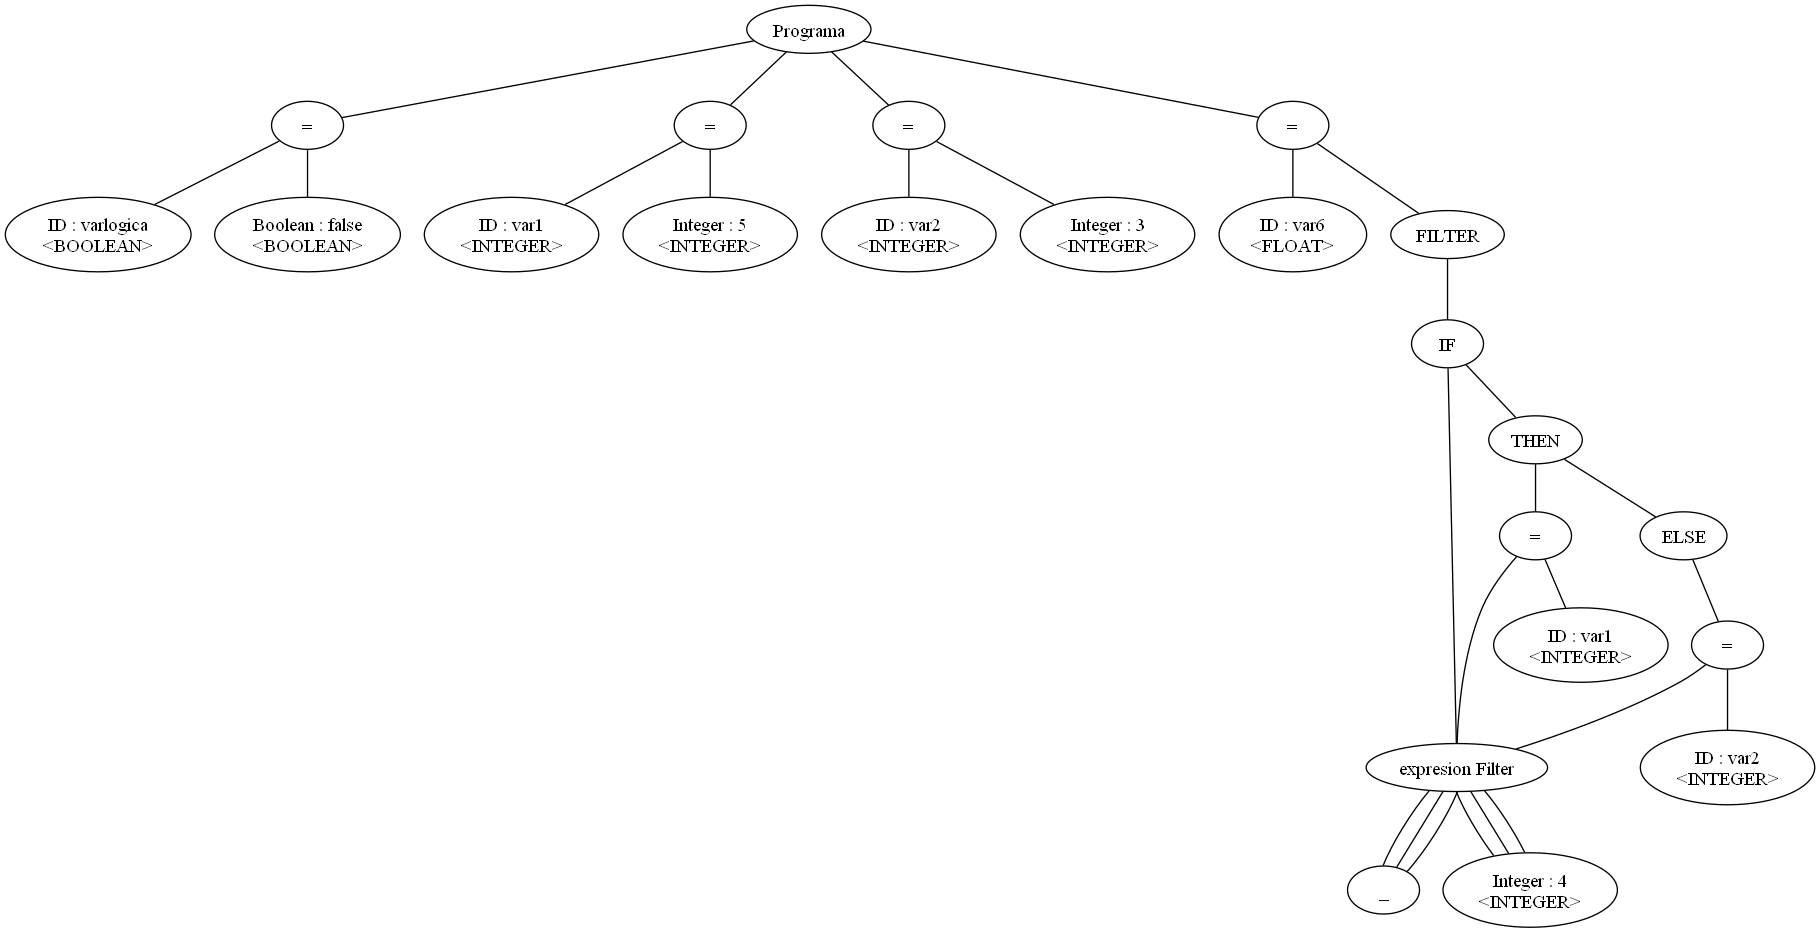 Programa
=
=
=
=
ID : varlogica
<BOOLEAN>
Boolean : false
<BOOLEAN>
ID : var1
<INTEGER>
Integer : 5
<INTEGER>
ID : var2
<INTEGER>
Integer : 3
<INTEGER>
ID : var6
<FLOAT>
FILTER
IF
THEN
=
ELSE
ID : var1
<INTEGER>
=
expresion Filter
ID : var2
<INTEGER>
_
Integer : 4
<INTEGER>